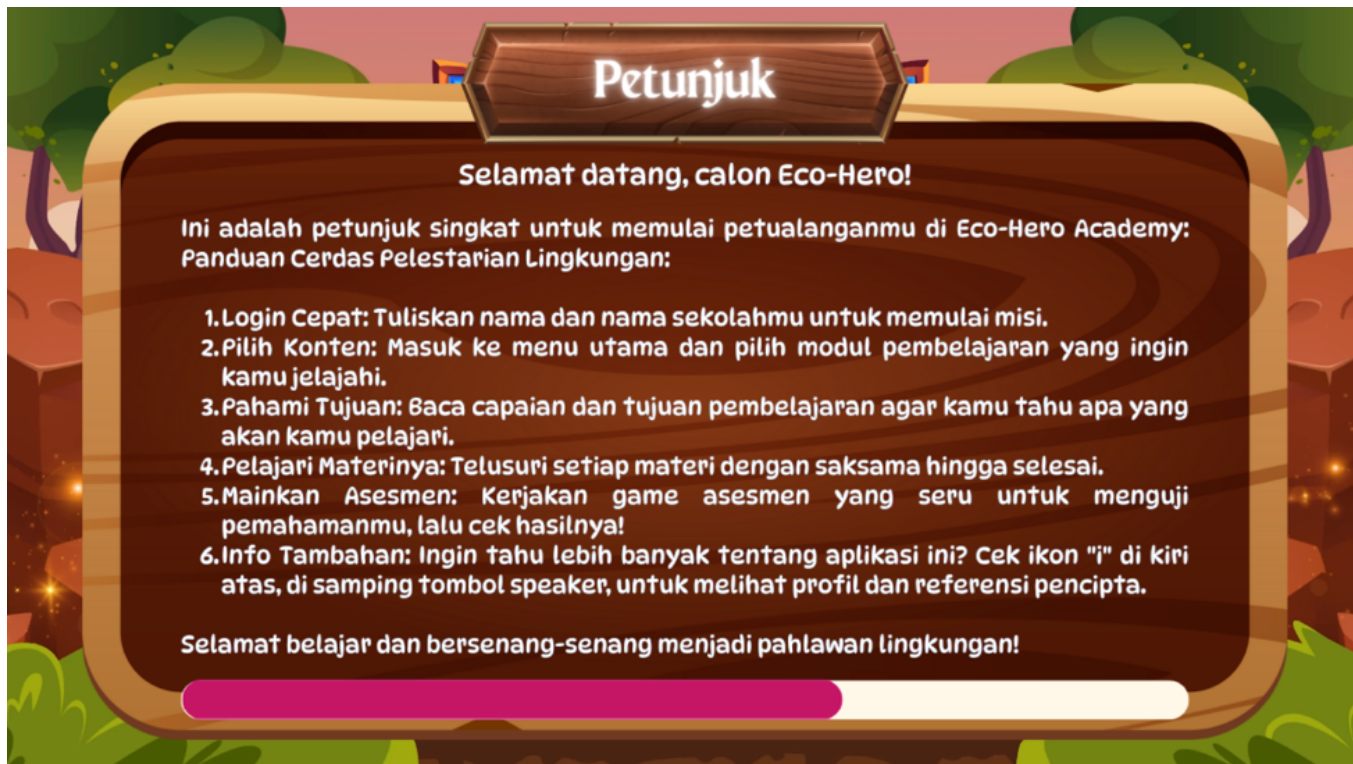 Petunjuk
Selamat datang, calon Eco-Hero!
Ini adalah petunjuk singkat untuk memulai petualanganmu di Eco-Hero Academy:
Panduan Cerdas Pelestarian Lingkungan:
1. Login Cepat: Tuliskan nama dan nama sekolahmu untuk memulai misi.
2. Pilih Konten: Masuk ke menu utama dan pilih modul pembelajaran yang ingin
kamu jelajahi.
3. Pahami Tujuan: Baca capaian dan tujuan pembelajaran agar kamu tahu apa yang
akan kamu pelajari.
4. Pelajari Materinya: Telusuri setiap materi dengan saksama hingga selesai.
5. Mainkan Asesmen: Kerjakan game asesmen yang seru untuk menguji
pemahamanmu, lalu cek hasilnya!
6. Info Tambahan: Ingin tahu lebih banyak tentang aplikasi ini? Cek ikon "i" di kiri
atas, di samping tombol speaker, untuk melihat profil dan referensi pencipta.
Selamat belajar dan bersenang-senang menjadi pahlawan lingkungan!